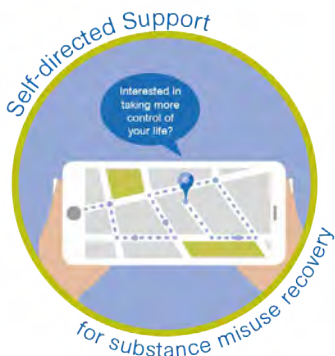 Self-directed Support
Interested in
taking more
control of
your life?
for substance misuse recovery